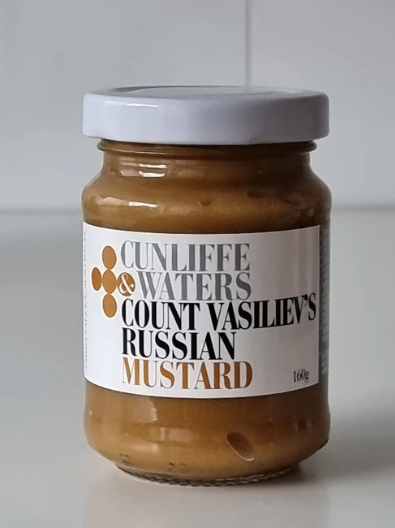 CUNLIFFE
& WATERS
COUNT VASILIEV'S
RUSSIAN
MUSTARD
160g